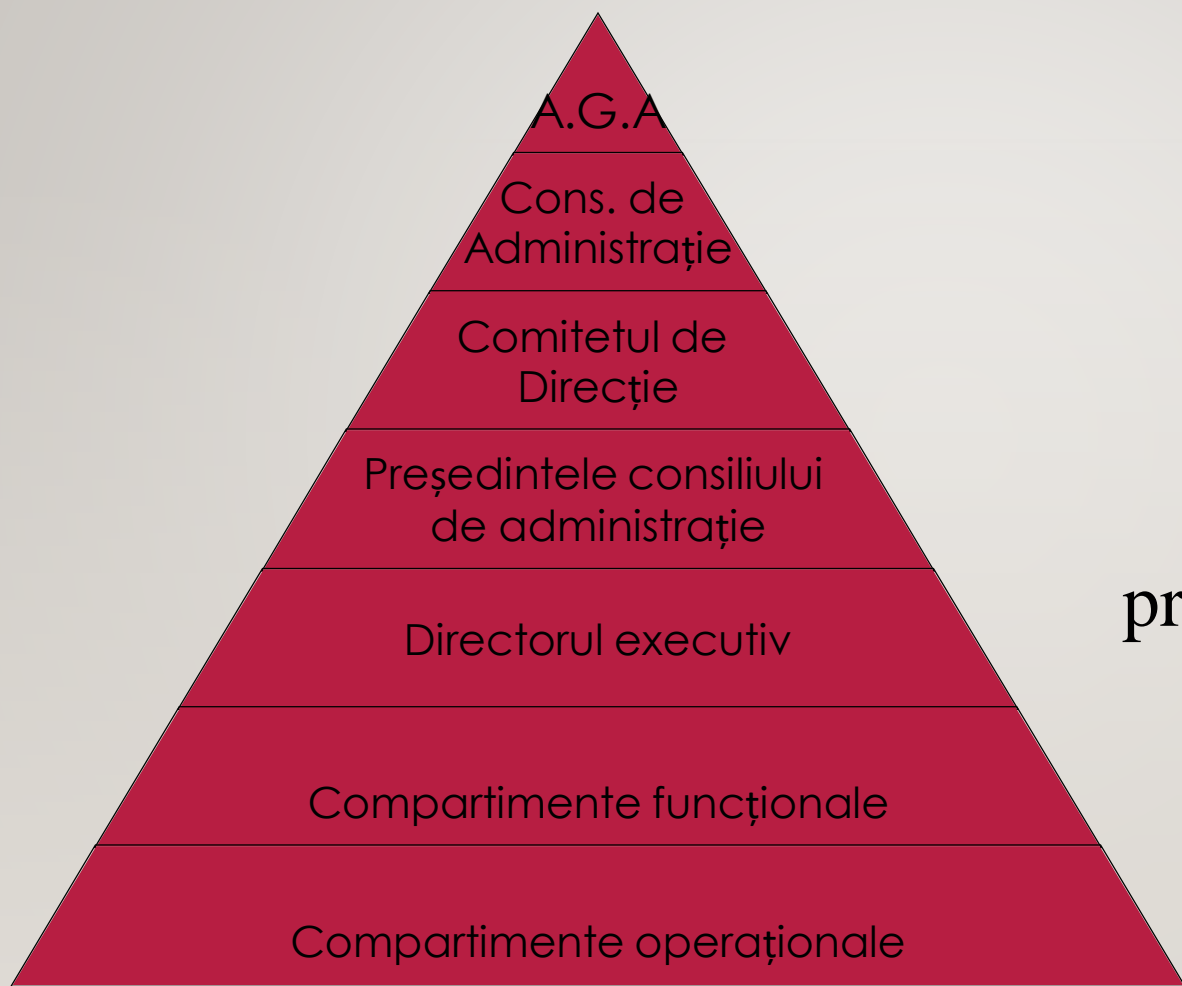 A.G.A
Cons. de
Administrație
Comitetul de
Direcție
Președintele consiliului
de administrație
Directorul executiv
Compartimente funcționale
Compartimente operaționale